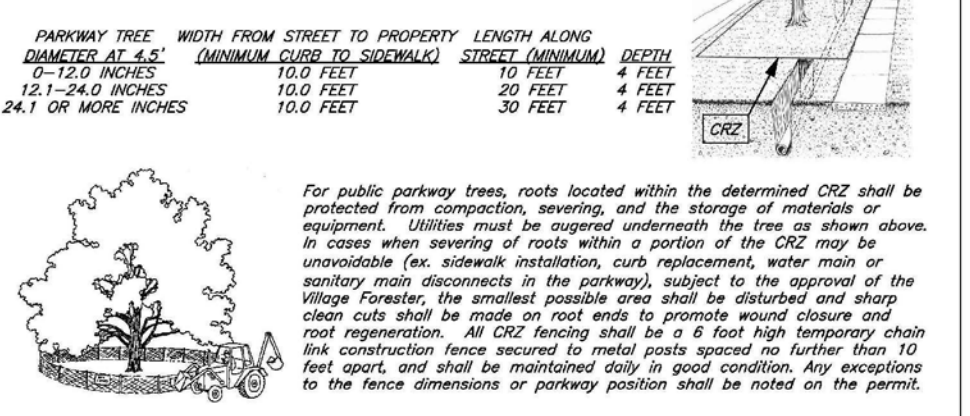 PARKWAY TREE WIDTH FROM STREET TO PROPERTY LENGTH ALONG
DIAMETER AT 4.5' (MINIMUM CURB TO SIDEWALK) STREET (MINIMUM) DEPTH
0–12.0 INCHES 10.0 FEET 10 FEET 4 FEET
12.1–24.0 INCHES 10.0 FEET 20 FEET 4 FEET
24.1 OR MORE INCHES 10.0 FEET 30 FEET 4 FEET
CRZ
For public parkway trees, roots located within the determined CRZ shall be
protected from compaction, severing, and the storage of materials or
equipment. Utilities must be augered underneath the tree as shown above.
In cases when severing of roots within a portion of the CRZ may be
unavoidable (ex. sidewalk installation, curb replacement, water main or
sanitary main disconnects in the parkway), subject to the approval of the
Village Forester, the smallest possible area shall be disturbed and sharp
clean cuts shall be made on root ends to promote wound closure and
root regeneration. All CRZ fencing shall be a 6 foot high temporary chain
link construction fence secured to metal posts spaced no further than 10
feet apart, and shall be maintained daily in good condition. Any exceptions
to the fence dimensions or parkway position shall be noted on the permit.